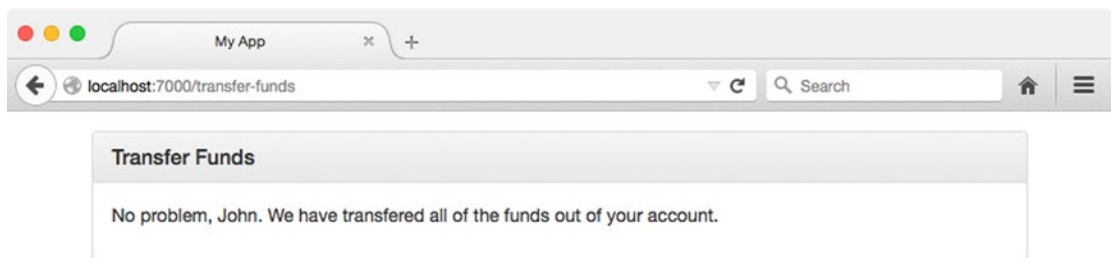 My App
localhost:7000/transfer-funds
Search
Transfer Funds
No problem, John. We have transfered all of the funds out of your account.